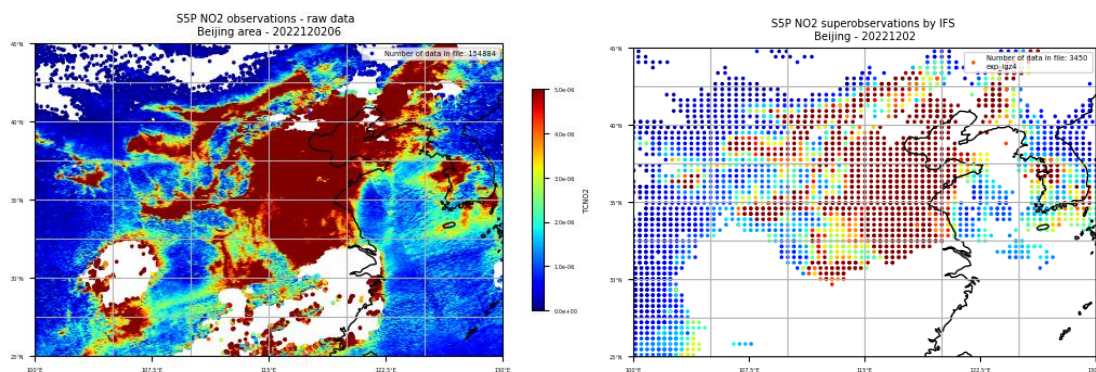 S5P NO2 observations - raw data
Beijing area - 2022120206
Number of data in file: 154884
45°N
40°N
35°N
30°N
25°N
100°E
107.5°E
115°E
122.5°E
130°E
5.0e-06
4.0e-06
3.0e-06
2.0e-06
1.0e-06
0.0e+00
TCNO2
S5P NO2 superobservations by IFS
Beijing - 20221202
Number of data in file: 3450
45°N
40°N
35°N
30°N
25°N
100°E
107.5°E
115°E
122.5°E